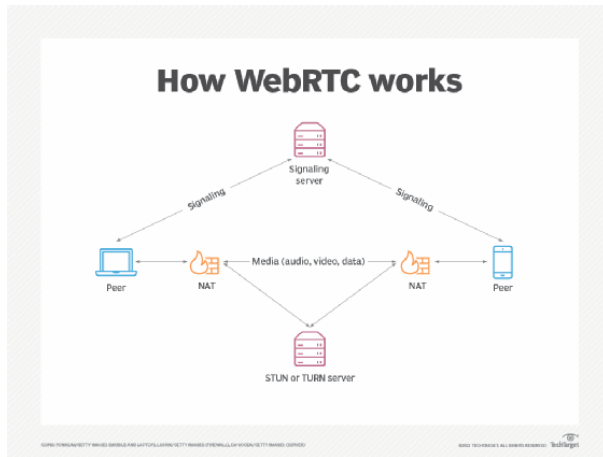 How WebRTC works
Signaling
server
Signaling
Signaling
Media (audio, video, data)
Peer
NAT
NAT
Peer
STUN or TURN server
TechTarget